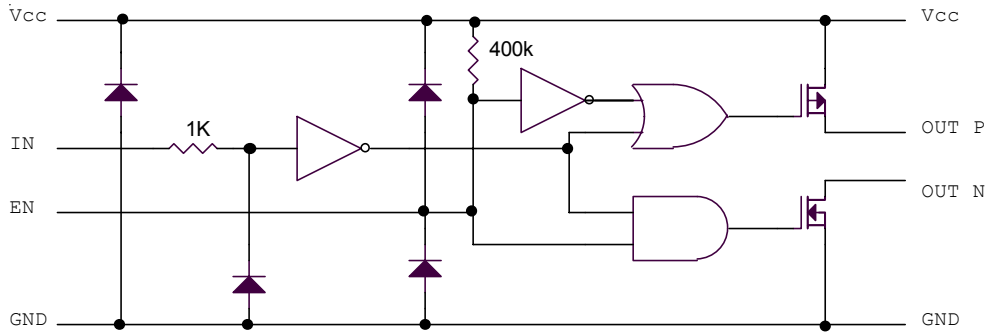 Vcc Vcc
400k
1K
IN OUT P
OUT N
EN
GND GND